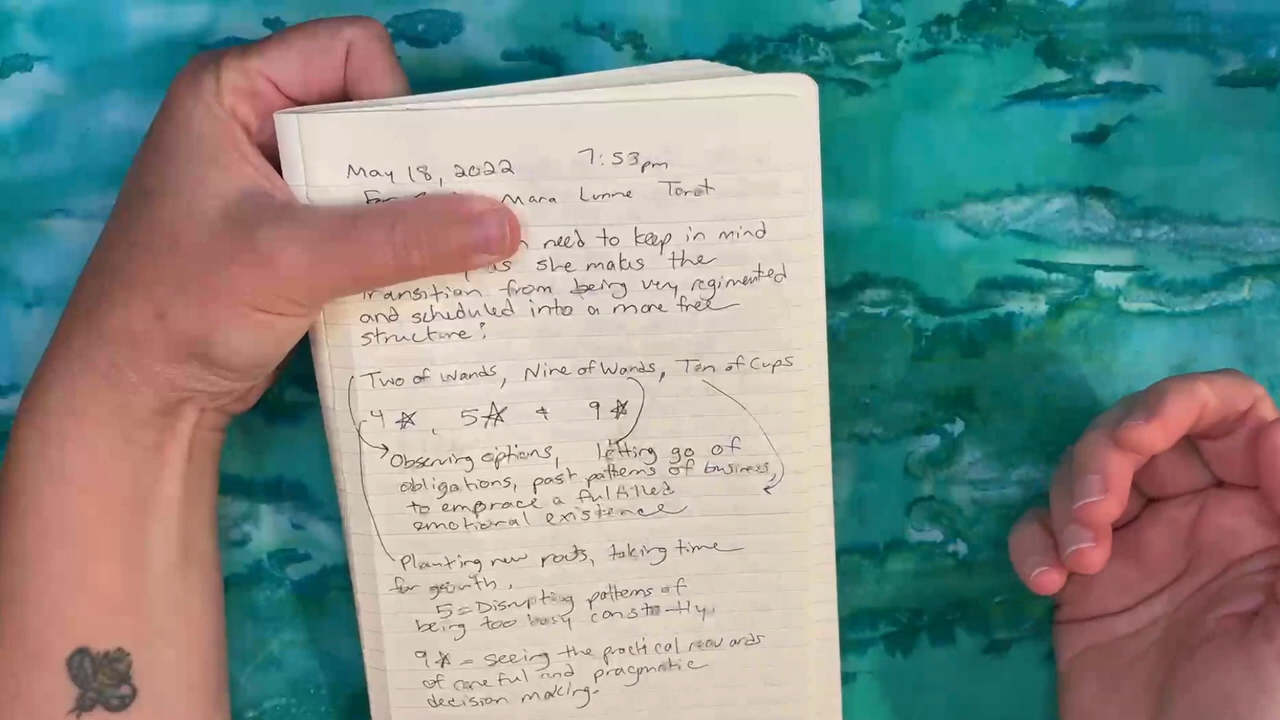 May 18, 2022 7:53pm
Mara Lunne Tarot
need to keep in mind
as she makes the
transition from being very regimented
and scheduled into a more free
structure?
Two of Wands, Nine of Wands, Ten of Cups
4 ☆, 5 ☆ + 9 ☆
Observing options, letting go of
obligations, past patterns of business,
to embrace a fulfilled
emotional existence
Planting new roots, taking time
for growth,
5 = Disrupting patterns of
being too busy constantly,
9 ☆ = seeing the practical rewards
of careful and pragmatic
decision making.